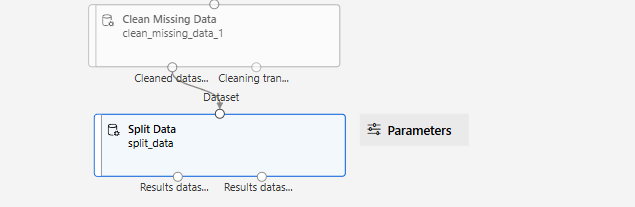 Clean Missing Data
clean_missing_data_1
Cleaned datas... Cleaning tran...
Dataset
Split Data
split_data
Parameters
Results datas... Results datas...